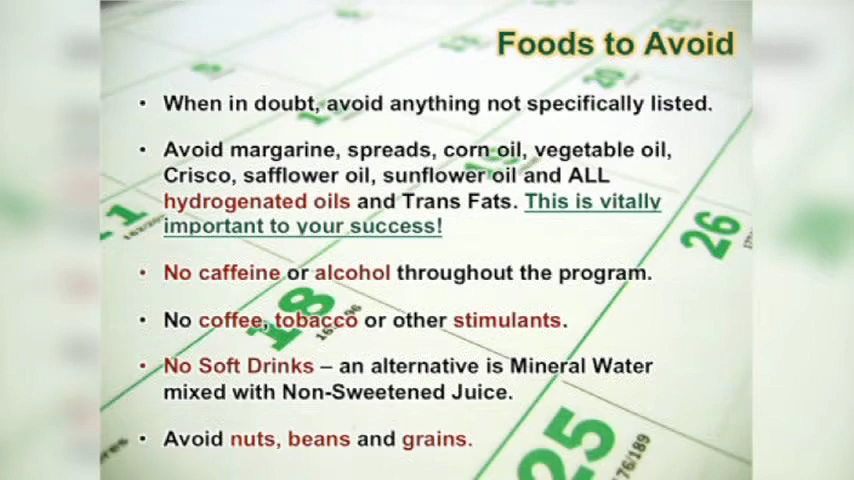 Foods to Avoid
• When in doubt, avoid anything not specifically listed.
• Avoid margarine, spreads, corn oil, vegetable oil,
Crisco, safflower oil, sunflower oil and ALL
hydrogenated oils and Trans Fats. This is vitally
important to your success!
• No caffeine or alcohol throughout the program.
• No coffee, tobacco or other stimulants.
• No Soft Drinks – an alternative is Mineral Water
mixed with Non-Sweetened Juice.
• Avoid nuts, beans and grains.
26
18
25
176/189